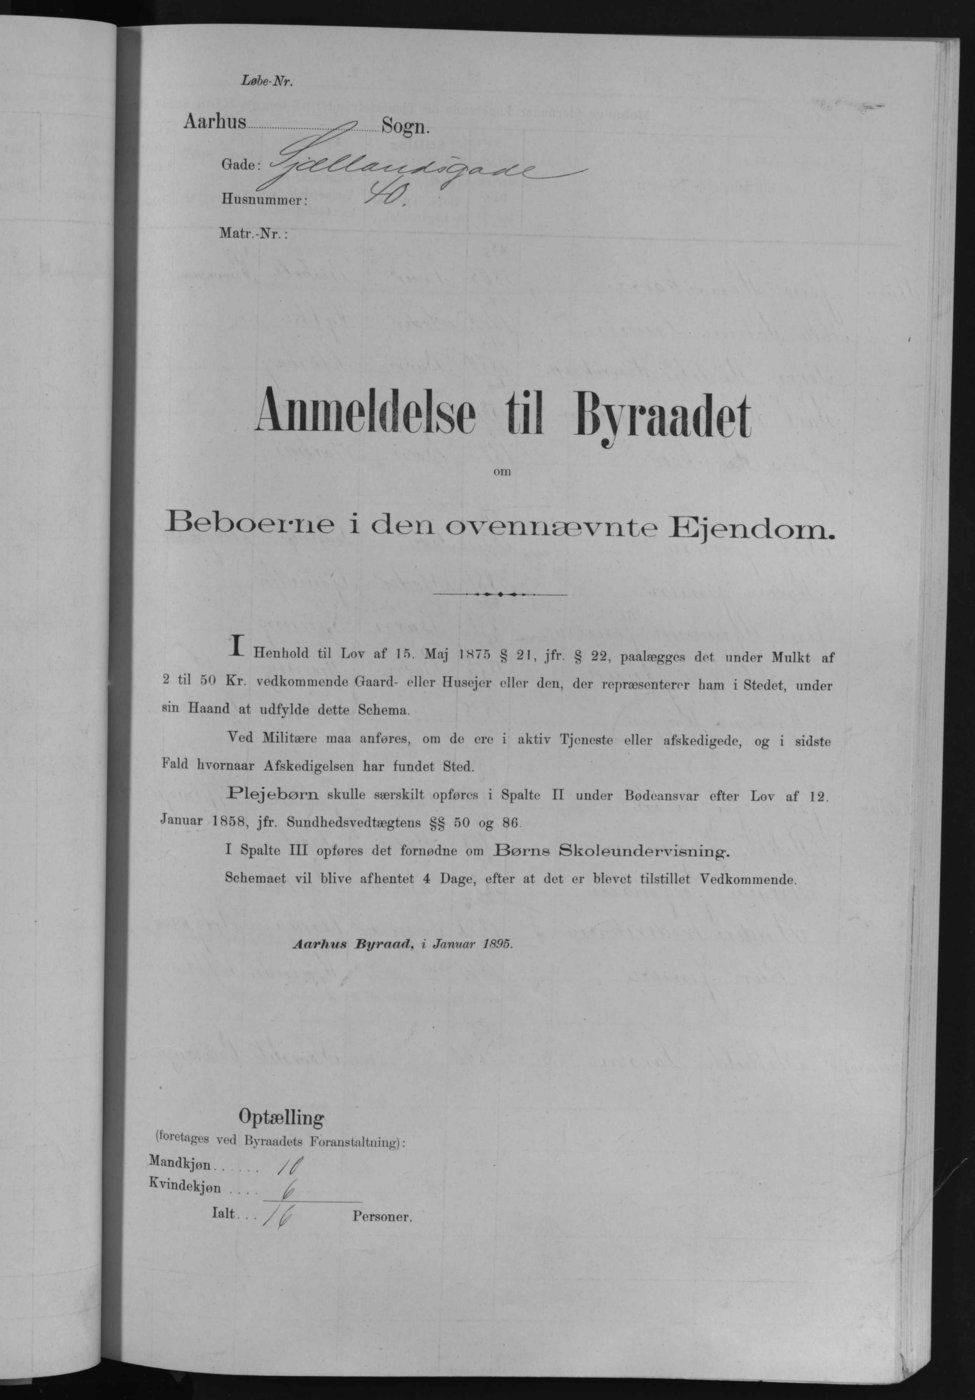 Løbe-Nr.
Aarhus Sogn.
Gade: Sjællandsgade
Husnummer: 40.
Matr.-Nr.:
Anmeldelse til Byraadet
om
Beboerne i den ovennævnte Ejendom.
I Henhold til Lov af 15. Maj 1875 § 21, jfr. § 22, paalægges det under Mulkt af
2 til 50 Kr. vedkommende Gaard- eller Husejer eller den, der repræsenterer ham i Stedet, under
sin Haand at udfylde dette Schema.
Ved Militære maa anføres, om de ere i aktiv Tjeneste eller afskedigede, og i sidste
Fald hvornaar Afskedigelsen har fundet Sted.
Plejebørn skulle særskilt opføres i Spalte II under Bødeansvar efter Lov af 12.
Januar 1858, jfr. Sundhedsvedtægtens §§ 50 og 86.
I Spalte III opføres det fornødne om Børns Skoleundervisning.
Schemaet vil blive afhentet 4 Dage, efter at det er blevet tilstillet Vedkommende.
Aarhus Byraad, i Januar 1895.
Optælling
(foretages ved Byraadets Foranstaltning):
Mandkjøn...... 10
Kvindekjøn.... 6
Ialt... 16 Personer.